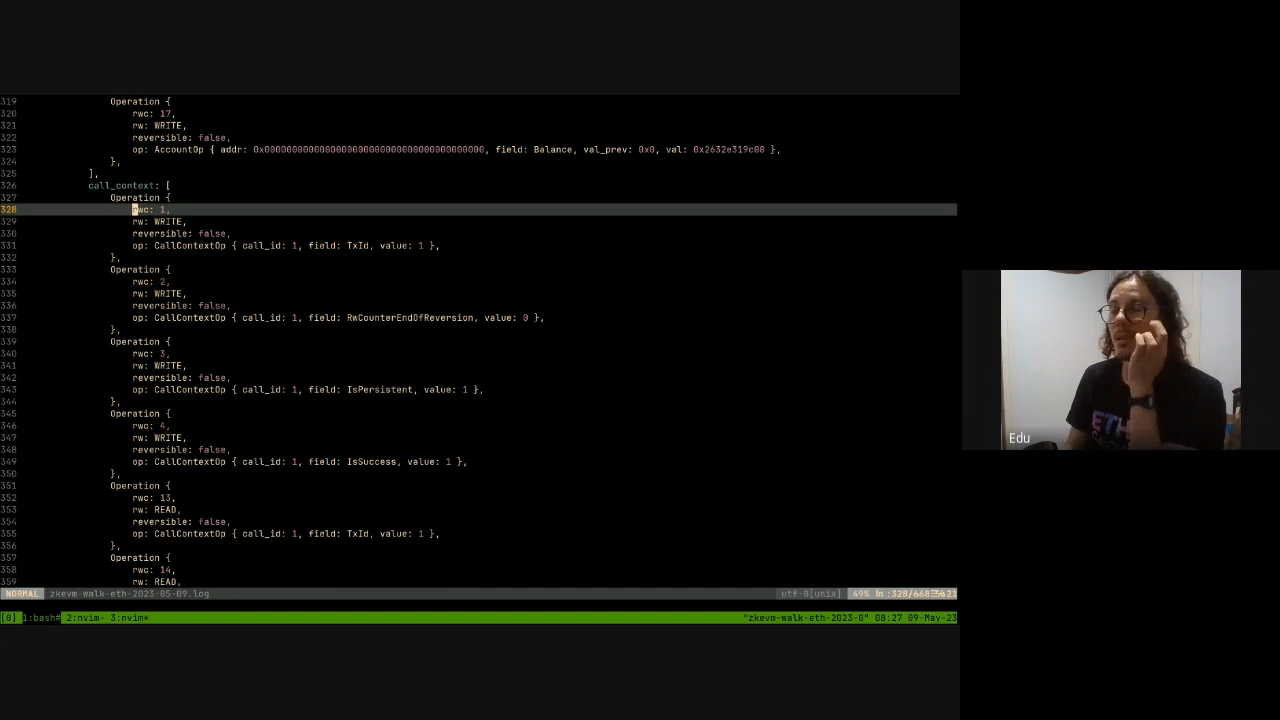 319 Operation {
320 rwc: 17,
321 rw: WRITE,
322 reversible: false,
323 op: AccountOp { addr: 0x0000000000000000000000000000000000000000, field: Balance, val_prev: 0x0, val: 0x2632e319c08 },
324 },
325 ],
326 call_context: [
327 Operation {
328 rwc: 1,
329 rw: WRITE,
330 reversible: false,
331 op: CallContextOp { call_id: 1, field: TxId, value: 1 },
332 },
333 Operation {
334 rwc: 2,
335 rw: WRITE,
336 reversible: false,
337 op: CallContextOp { call_id: 1, field: RwCounterEndOfReversion, value: 0 },
338 },
339 Operation {
340 rwc: 3,
341 rw: WRITE,
342 reversible: false,
343 op: CallContextOp { call_id: 1, field: IsPersistent, value: 1 },
344 },
345 Operation {
346 rwc: 4,
347 rw: WRITE,
348 reversible: false,
349 op: CallContextOp { call_id: 1, field: IsSuccess, value: 1 },
350 },
351 Operation {
352 rwc: 13,
353 rw: READ,
354 reversible: false,
355 op: CallContextOp { call_id: 1, field: TxId, value: 1 },
356 },
357 Operation {
358 rwc: 14,
359 rw: READ,
NORMAL zkevm-walk-eth-2023-05-09.log utf-8[unix] 49% ln :328/668
[0] 1:bash# 2:nvim- 3:nvim* "zkevm-walk-eth-2023-0" 08:27 09-May-23
Edu